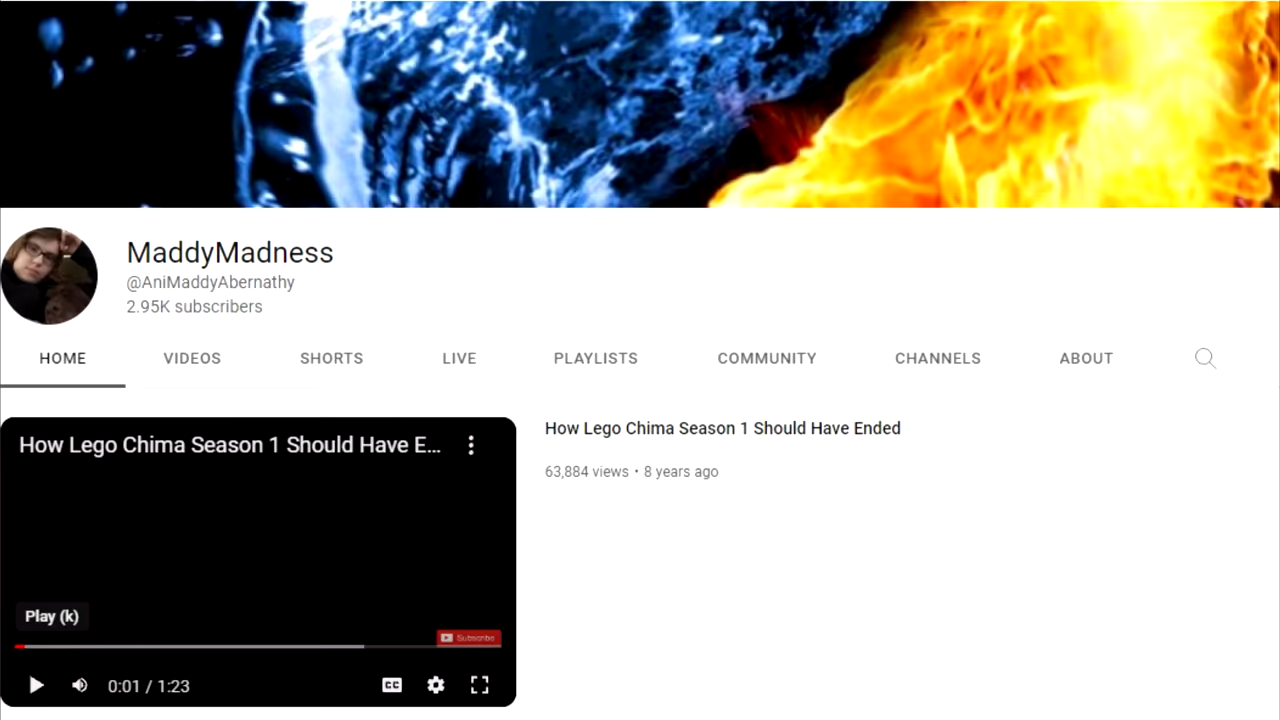 MaddyMadness
@AniMaddyAbernathy
2.95K subscribers
HOME VIDEOS SHORTS LIVE PLAYLISTS COMMUNITY CHANNELS ABOUT
How Lego Chima Season 1 Should Have E...
How Lego Chima Season 1 Should Have Ended
63,884 views • 8 years ago
Play (k)
Subscribe
0:01 / 1:23
CC